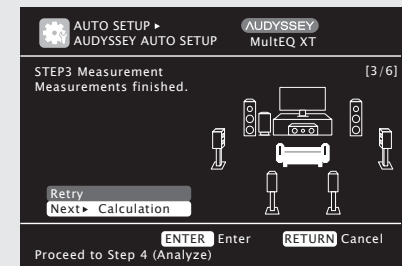 AUTO SETUP ▸
AUDYSSEY AUTO SETUP
AUDYSSEY
MultEQ XT
STEP3 Measurement
Measurements finished.
[3/6]
Retry
Next▸ Calculation
ENTER Enter
RETURN Cancel
Proceed to Step 4 (Analyze)